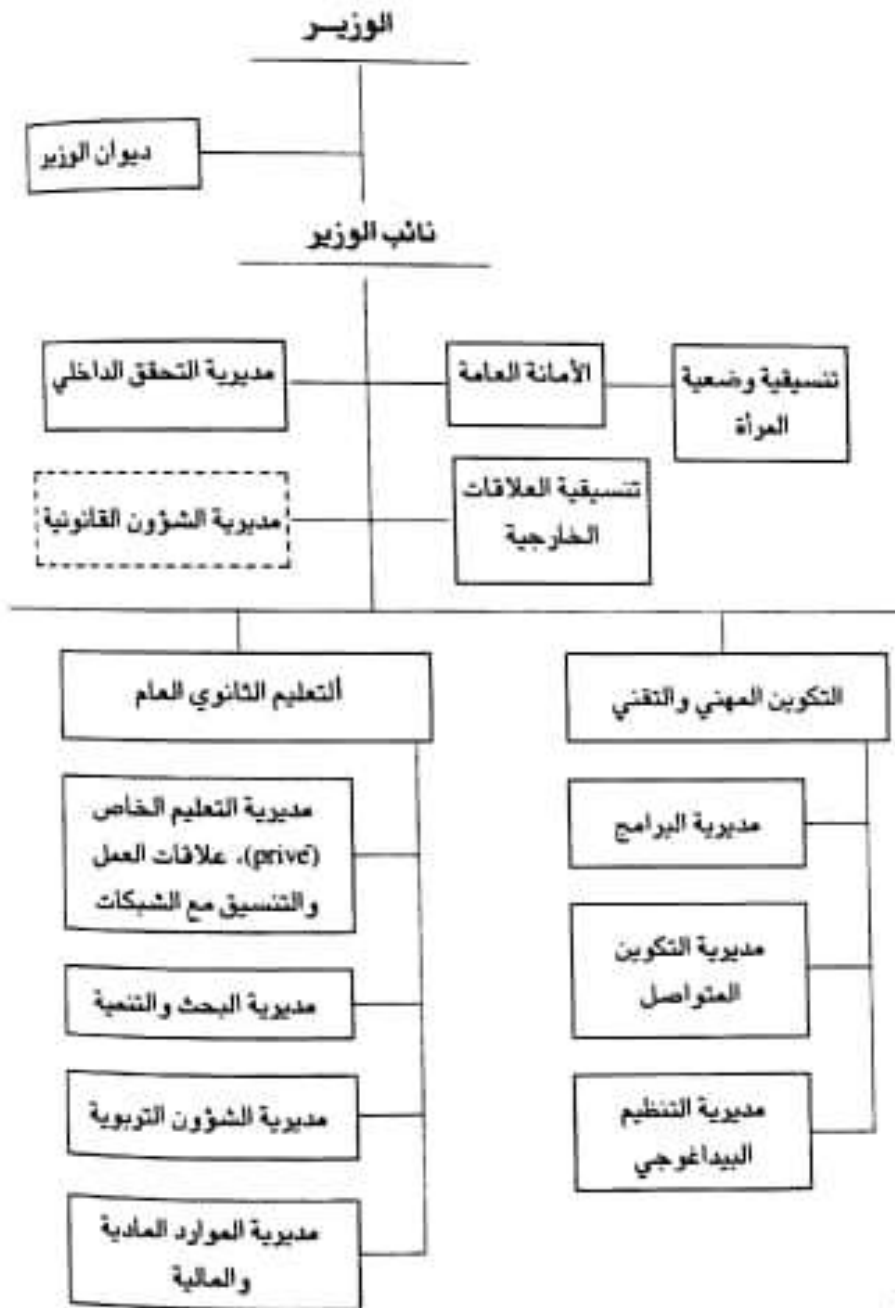 الوزيـــر
ديوان الوزير
نائب الوزير
تنسيقية وضعية
المرأة
الأمانة العامة
مديرية التحقق الداخلي
تنسيقية العلاقات
الخارجية
مديرية الشؤون القانونية
التكوين المهني والتقني
مديرية البرامج
مديرية التكوين
المتواصل
مديرية التنظيم
البيداغوجي
ألتعليم الثانوي العام
مديرية التعليم الخاص
(privé)، علاقات العمل
والتنسيق مع الشبكات
مديرية البحث والتنمية
مديرية الشؤون التربوية
مديرية الموارد المادية
والمالية